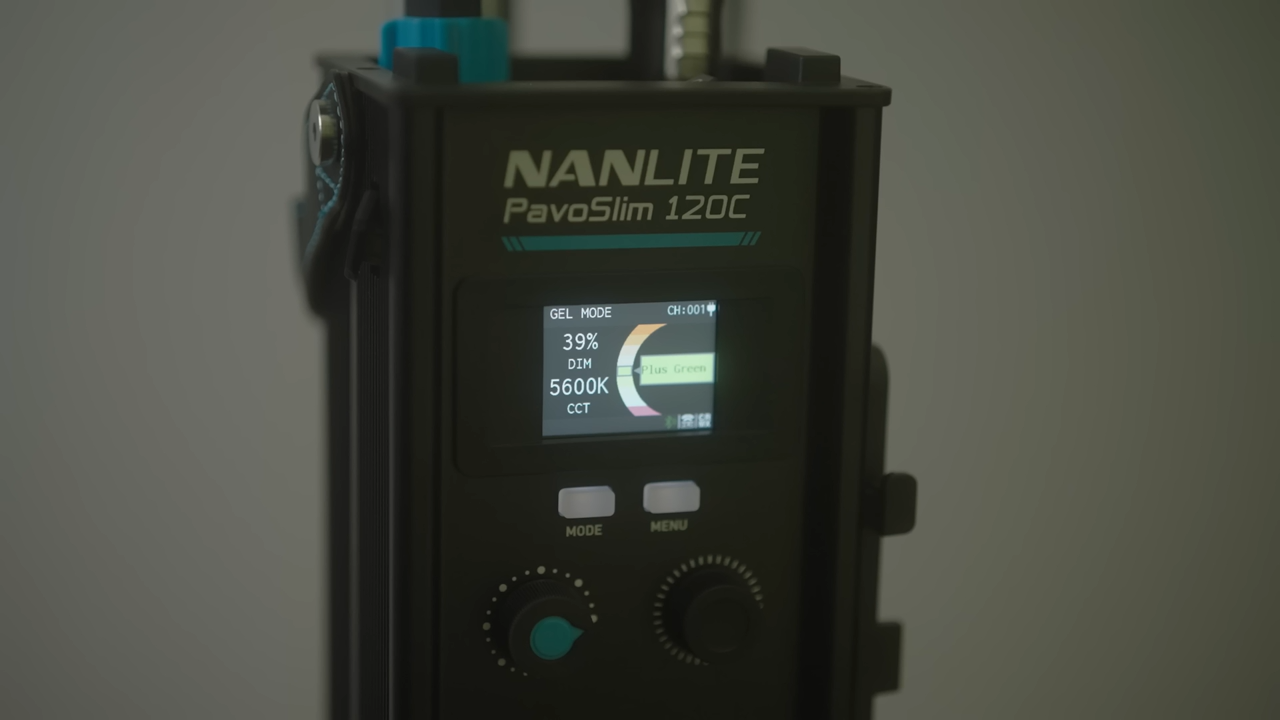 NANLITE
PavoSlim 120C
GEL MODE CH:001
39%
DIM
Plus Green
5600K
CCT
MODE MENU